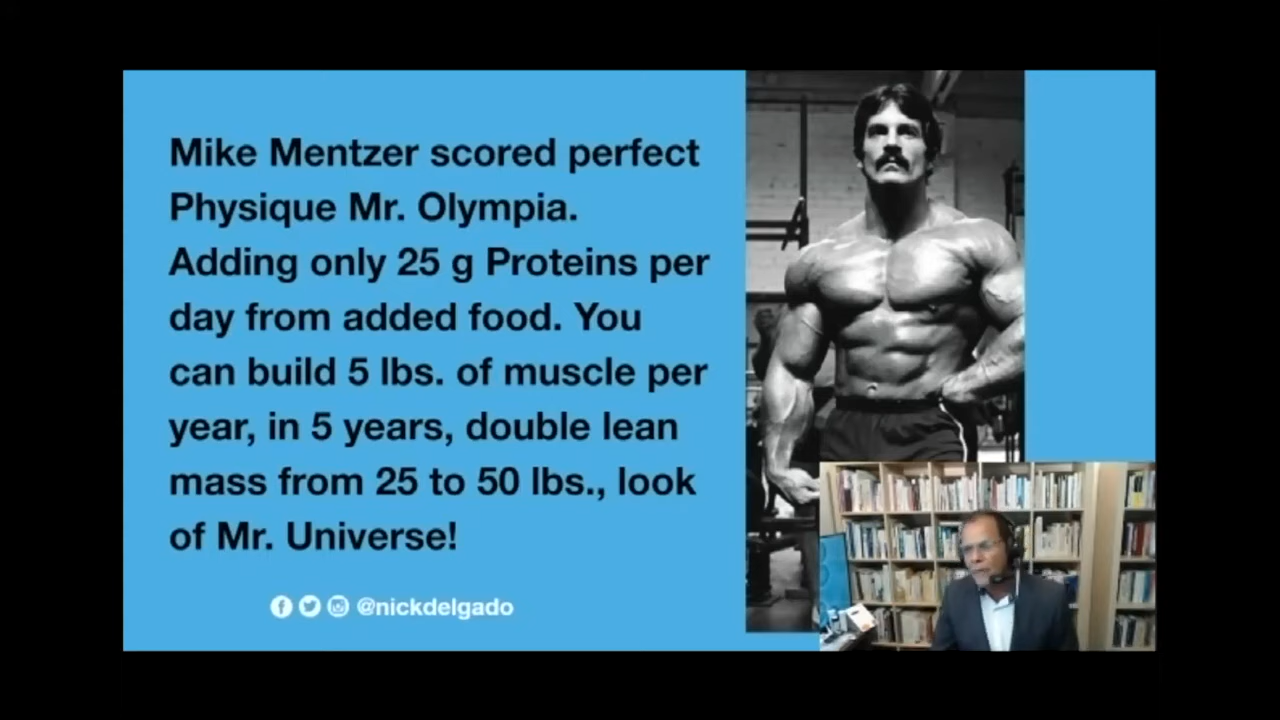 Mike Mentzer scored perfect
Physique Mr. Olympia.
Adding only 25 g Proteins per
day from added food. You
can build 5 lbs. of muscle per
year, in 5 years, double lean
mass from 25 to 50 lbs., look
of Mr. Universe!
@nickdelgado